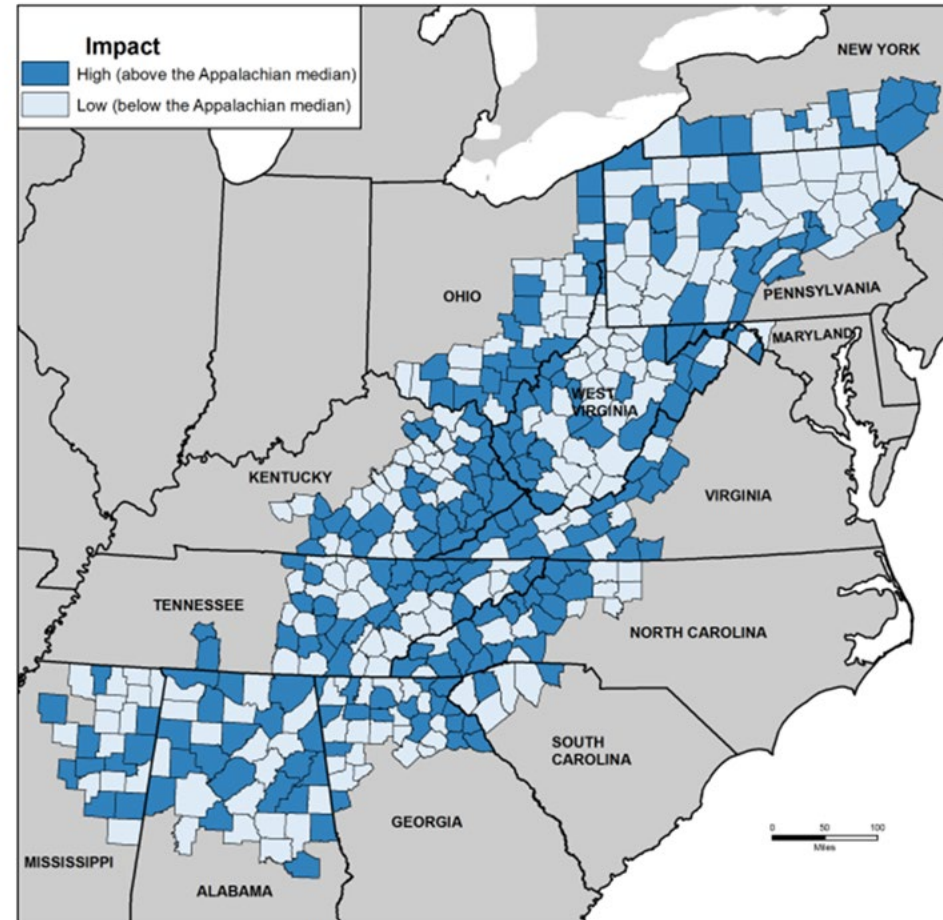 Impact
High (above the Appalachian median)
Low (below the Appalachian median)
NEW YORK
PENNSYLVANIA
OHIO
MARYLAND
WEST
VIRGINIA
KENTUCKY
VIRGINIA
TENNESSEE
NORTH CAROLINA
SOUTH
CAROLINA
GEORGIA
MISSISSIPPI
ALABAMA
0 50 100
Miles